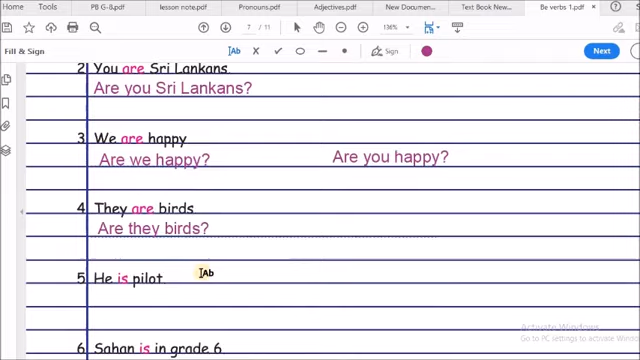 Home Tools PB G-8.pdf lesson note.pdf Pronouns.pdf Adjectives.pdf New Documen... Text Book New... Be verbs 1.pdf
7 / 11 136%
Fill & Sign Ab Sign Next
2 You are Sri Lankans.
Are you Sri Lankans?
3 We are happy
Are we happy? Are you happy?
4 They are birds
Are they birds?
5 He is pilot. Ab
6 Sahan is in grade 6.
Activate Windows
Go to PC settings to activate Windows.